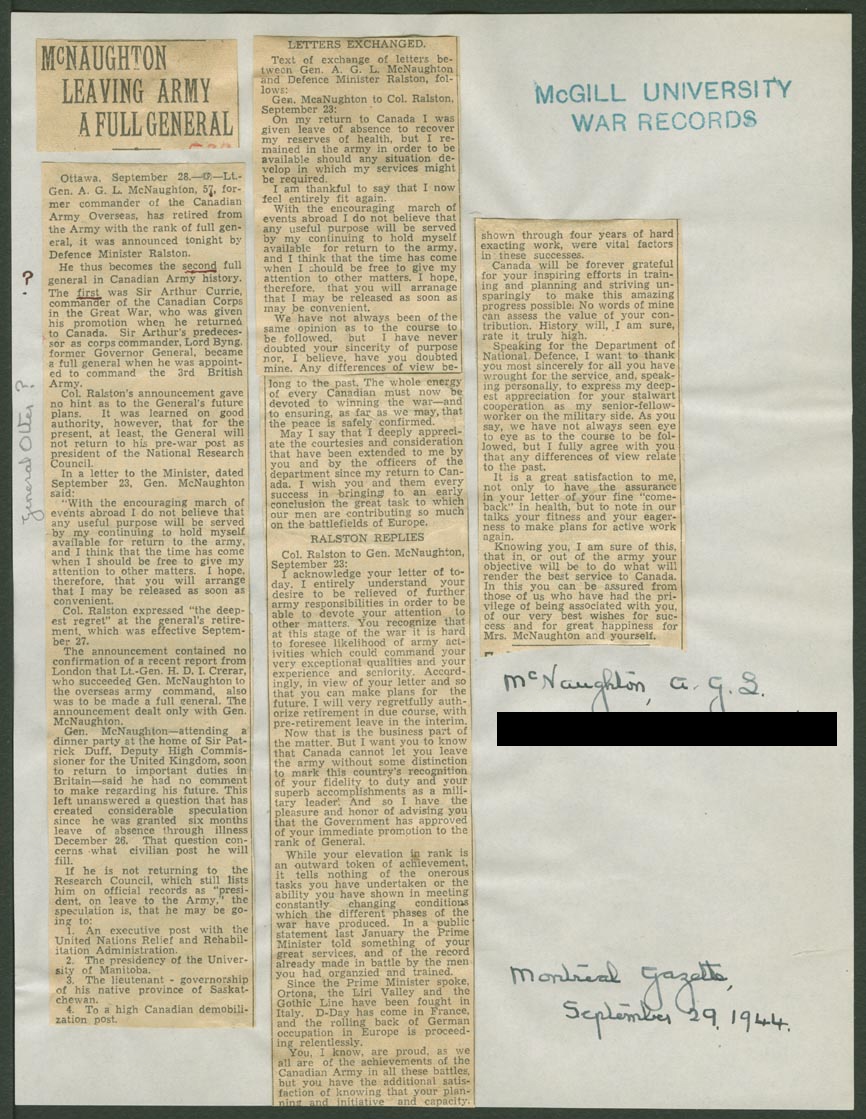 McNAUGHTON
LEAVING ARMY
A FULL GENERAL
Ottawa, September 28.—Lt.-
Gen. A. G. L. McNaughton, 57, for-
mer commander of the Canadian
Army Overseas, has retired from
the Army with the rank of full gen-
eral, it was announced tonight by
Defence Minister Ralston.
He thus becomes the second full
general in Canadian Army history.
The first was Sir Arthur Currie,
commander of the Canadian Corps
in the Great War, who was given
his promotion when he returned
to Canada. Sir Arthur's predeces-
sor as corps commander, Lord Byng,
former Governor General, became
a full general when he was appoint-
ed to command the 3rd British
Army.
Col. Ralston's announcement gave
no hint as to the General's future
plans. It was learned on good
authority, however, that for the
present, at least, the General will
not return to his pre-war post as
president of the National Research
Council.
In a letter to the Minister, dated
September 23, Gen. McNaughton
said:
"With the encouraging march of
events abroad I do not believe that
any useful purpose will be served
by my continuing to hold myself
available for return to the army,
and I think that the time has come
when I should be free to give my
attention to other matters. I hope,
therefore, that you will arrange
that I may be released as soon as
convenient.
Col. Ralston expressed "the deep-
est regret" at the general's retire-
ment, which was effective Septem-
ber 27.
The announcement contained no
confirmation of a recent report from
London that Lt.-Gen. H. D. I. Crerar,
who succeeded Gen. McNaughton to
the overseas army command, also
was to be made a full general. The
announcement dealt only with Gen.
McNaughton.
Gen. McNaughton—attending a
dinner party at the home of Sir Pat-
rick Duff, Deputy High Commis-
sioner for the United Kingdom, soon
to return to important duties in
Britain—said he had no comment
to make regarding his future. This
left unanswered a question that has
created considerable speculation
since he was granted six months
leave of absence through illness
December 26. That question con-
cerns what civilian post he will
fill.
If he is not returning to the
Research Council, which still lists
him on official records as "presi-
dent, on leave to the Army," the
speculation is, that he may be go-
ing to:
1. An executive post with the
United Nations Relief and Rehabil-
itation Administration.
2. The presidency of the Univer-
sity of Manitoba.
3. The lieutenant - governorship
of his native province of Saskat-
chewan.
4. To a high Canadian demobili-
zation post.
?
General Otter ?
LETTERS EXCHANGED.
Text of exchange of letters be-
tween Gen. A. G. L. McNaughton
and Defence Minister Ralston, fol-
lows:
Gen. MeaNughton to Col. Ralston,
September 23:
On my return to Canada I was
given leave of absence to recover
my reserves of health, but I re-
mained in the army in order to be
available should any situation de-
velop in which my services might
be required.
I am thankful to say that I now
feel entirely fit again.
With the encouraging march of
events abroad I do not believe that
any useful purpose will be served
by my continuing to hold myself
available for return to the army,
and I think that the time has come
when I should be free to give my
attention to other matters. I hope,
therefore, that you will arranage
that I may be released as soon as
may be convenient.
We have not always been of the
same opinion as to the course to
be followed, but I have never
doubted your sincerity of purpose
nor, I believe, have you doubted
mine. Any differences of view be-
long to the past. The whole energy
of every Canadian must now be
devoted to winning the war—and
to ensuring, as far as we may, that
the peace is safely confirmed.
May I say that I deeply appreci-
ate the courtesies and consideration
that have been extended to me by
you and by the officers of the
department since my return to Can-
ada. I wish you and them every
success in bringing to an early
conclusion the great task to which
our men are contributing so much
on the battlefields of Europe.
RALSTON REPLIES
Col. Ralston to Gen. McNaughton,
September 23:
I acknowledge your letter of to-
day. I entirely understand your
desire to be relieved of further
army responsibilities in order to be
able to devote your attention to
other matters. You recognize that
at this stage of the war it is hard
to foresee likelihood of army act-
ivities which could command your
very exceptional qualities and your
experience and seniority. Accord-
ingly, in view of your letter and so
that you can make plans for the
future, I will very regretfully auth-
orize retirement in due course, with
pre-retirement leave in the interim.
Now that is the business part of
the matter. But I want you to know
that Canada cannot let you leave
the army without some distinction
to mark this country's recognition
of your fidelity to duty and your
superb accomplishments as a mili-
tary leader. And so I have the
pleasure and honor of advising you
that the Government has approved
of your immediate promotion to the
rank of General.
While your elevation in rank is
an outward token of achievement,
it tells nothing of the onerous
tasks you have undertaken or the
ability you have shown in meeting
constantly changing conditions
which the different phases of the
war have produced. In a public
statement last January the Prime
Minister told something of your
great services, and of the record
already made in battle by the men
you had organzied and trained.
Since the Prime Minister spoke,
Ortona, the Liri Valley and the
Gothic Line have been fought in
Italy. D-Day has come in France,
and the rolling back of German
occupation in Europe is proceed-
ing relentlessly.
You, I know, are proud, as we
all are of the achievements of the
Canadian Army in all these battles,
but you have the additional satis-
faction of knowing that your plan-
ning and initiative and capacity,
McGILL UNIVERSITY
WAR RECORDS
shown through four years of hard
exacting work, were vital factors
in these successes.
Canada will be forever grateful
for your inspiring efforts in train-
ing and planning and striving un-
sparingly to make this amazing
progress possible. No words of mine
can assess the value of your con-
tribution. History will, I am sure,
rate it truly high.
Speaking for the Department of
National Defence, I want to thank
you most sincerely for all you have
wrought for the service, and, speak-
ing personally, to express my deep-
est appreciation for your stalwart
cooperation as my senior-fellow-
worker on the military side. As you
say, we have not always seen eye
to eye as to the course to be fol-
lowed, but I fully agree with you
that any differences of view relate
to the past.
It is a great satisfaction to me,
not only to have the assurance
in your letter of your fine "come-
back" in health, but to note in our
talks your fitness and your eager-
ness to make plans for active work
again.
Knowing you, I am sure of this,
that in or out of the army your
objective will be to do what will
render the best service to Canada.
In this you can be assured from
those of us who have had the pri-
vilege of being associated with you,
of our very best wishes for suc-
cess and for great happiness for
Mrs. McNaughton and yourself.
McNaughton, A. G. L.
Montreal Gazette,
September 29, 1944.